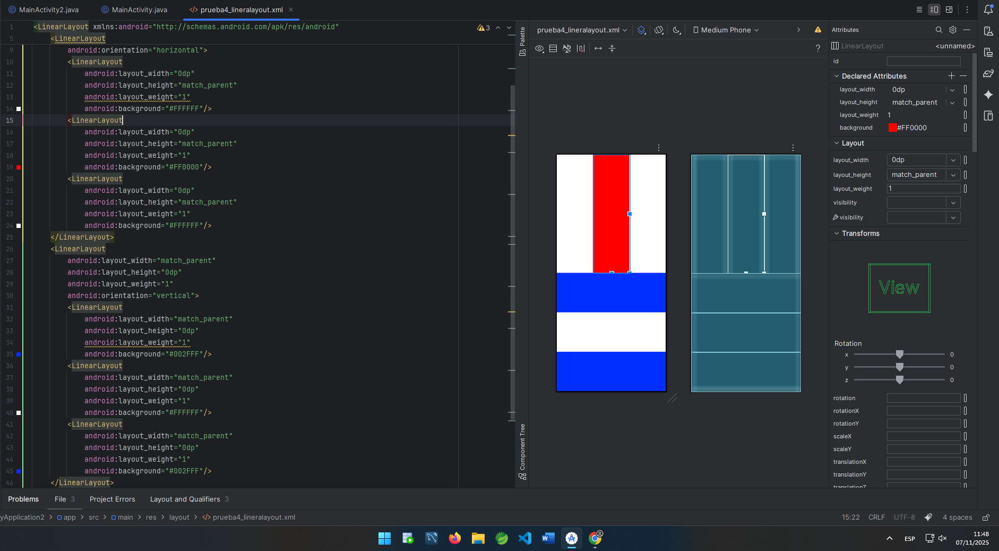 MainActivity2.java
MainActivity.java
prueba4_lineralayout.xml
1 <LinearLayout xmlns:android="http://schemas.android.com/apk/res/android"
3
5 <LinearLayout
9 android:orientation="horizontal">
10 <LinearLayout
11 android:layout_width="0dp"
12 android:layout_height="match_parent"
13 android:layout_weight="1"
14 android:background="#FFFFFF"/>
15 <LinearLayout
16 android:layout_width="0dp"
17 android:layout_height="match_parent"
18 android:layout_weight="1"
19 android:background="#FF0000"/>
20 <LinearLayout
21 android:layout_width="0dp"
22 android:layout_height="match_parent"
23 android:layout_weight="1"
24 android:background="#FFFFFF"/>
25 </LinearLayout>
26 <LinearLayout
27 android:layout_width="match_parent"
28 android:layout_height="0dp"
29 android:layout_weight="1"
30 android:orientation="vertical">
31 <LinearLayout
32 android:layout_width="match_parent"
33 android:layout_height="0dp"
34 android:layout_weight="1"
35 android:background="#002FFF"/>
36 <LinearLayout
37 android:layout_width="match_parent"
38 android:layout_height="0dp"
39 android:layout_weight="1"
40 android:background="#FFFFFF"/>
41 <LinearLayout
42 android:layout_width="match_parent"
43 android:layout_height="0dp"
44 android:layout_weight="1"
45 android:background="#002FFF"/>
46 </LinearLayout>
Palette
Component Tree
prueba4_lineralayout.xml
Medium Phone
?
Attributes
LinearLayout <unnamed>
id
Declared Attributes
layout_width 0dp
layout_height match_parent
layout_weight 1
background #FF0000
Layout
layout_width 0dp
layout_height match_parent
layout_weight 1
visibility
visibility
Transforms
View
Rotation
x 0
y 0
z 0
rotation
rotationX
rotationY
scaleX
scaleY
translationX
translationY
translationZ
Problems File 3 Project Errors Layout and Qualifiers 3
yApplication2 > app > src > main > res > layout > prueba4_lineralayout.xml
15:22 CRLF UTF-8 4 spaces
ESP
11:48
07/11/2025